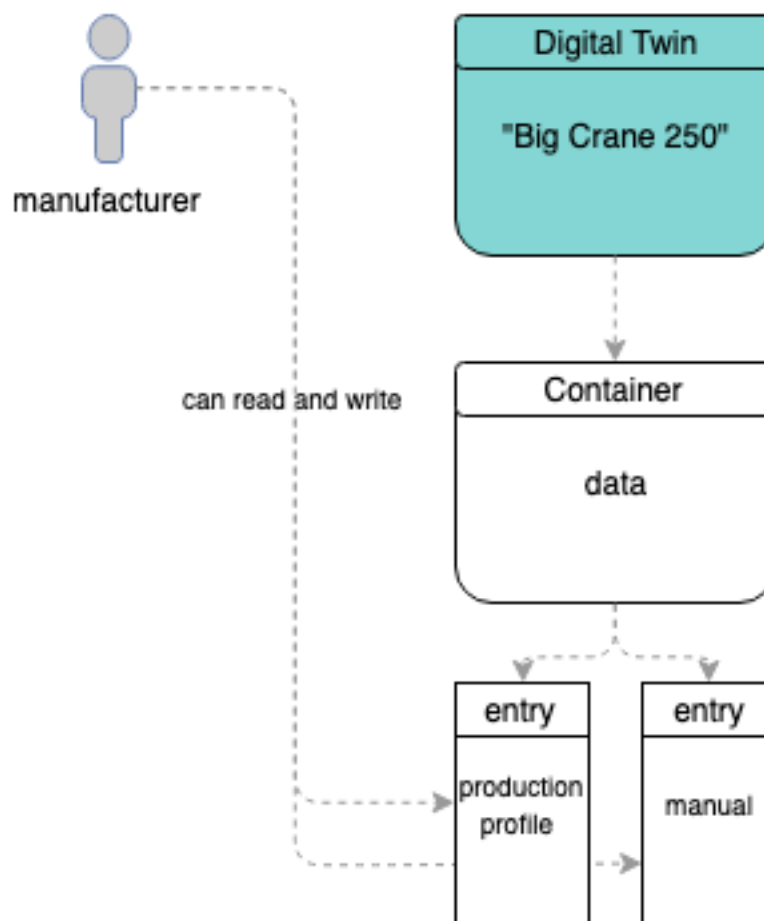 manufacturer
can read and write
Digital Twin
"Big Crane 250"
Container
data
entry
production
profile
entry
manual